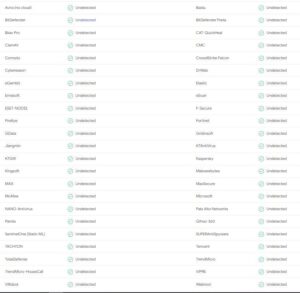 Avira (no cloud) Undetected Baidu Undetected
BitDefender Undetected BitDefenderTheta Undetected
Bkav Pro Undetected CAT-QuickHeal Undetected
ClamAV Undetected CMC Undetected
Comodo Undetected CrowdStrike Falcon Undetected
Cybereason Undetected DrWeb Undetected
eGambit Undetected Elastic Undetected
Emsisoft Undetected eScan Undetected
ESET-NOD32 Undetected F-Secure Undetected
FireEye Undetected Fortinet Undetected
GData Undetected Gridinsoft Undetected
Jiangmin Undetected K7AntiVirus Undetected
K7GW Undetected Kaspersky Undetected
Kingsoft Undetected Malwarebytes Undetected
MAX Undetected MaxSecure Undetected
McAfee Undetected Microsoft Undetected
NANO-Antivirus Undetected Palo Alto Networks Undetected
Panda Undetected Qihoo-360 Undetected
SentinelOne (Static ML) Undetected SUPERAntiSpyware Undetected
TACHYON Undetected Tencent Undetected
TotalDefense Undetected TrendMicro Undetected
TrendMicro-HouseCall Undetected VIPRE Undetected
ViRobot Undetected Webroot Undetected